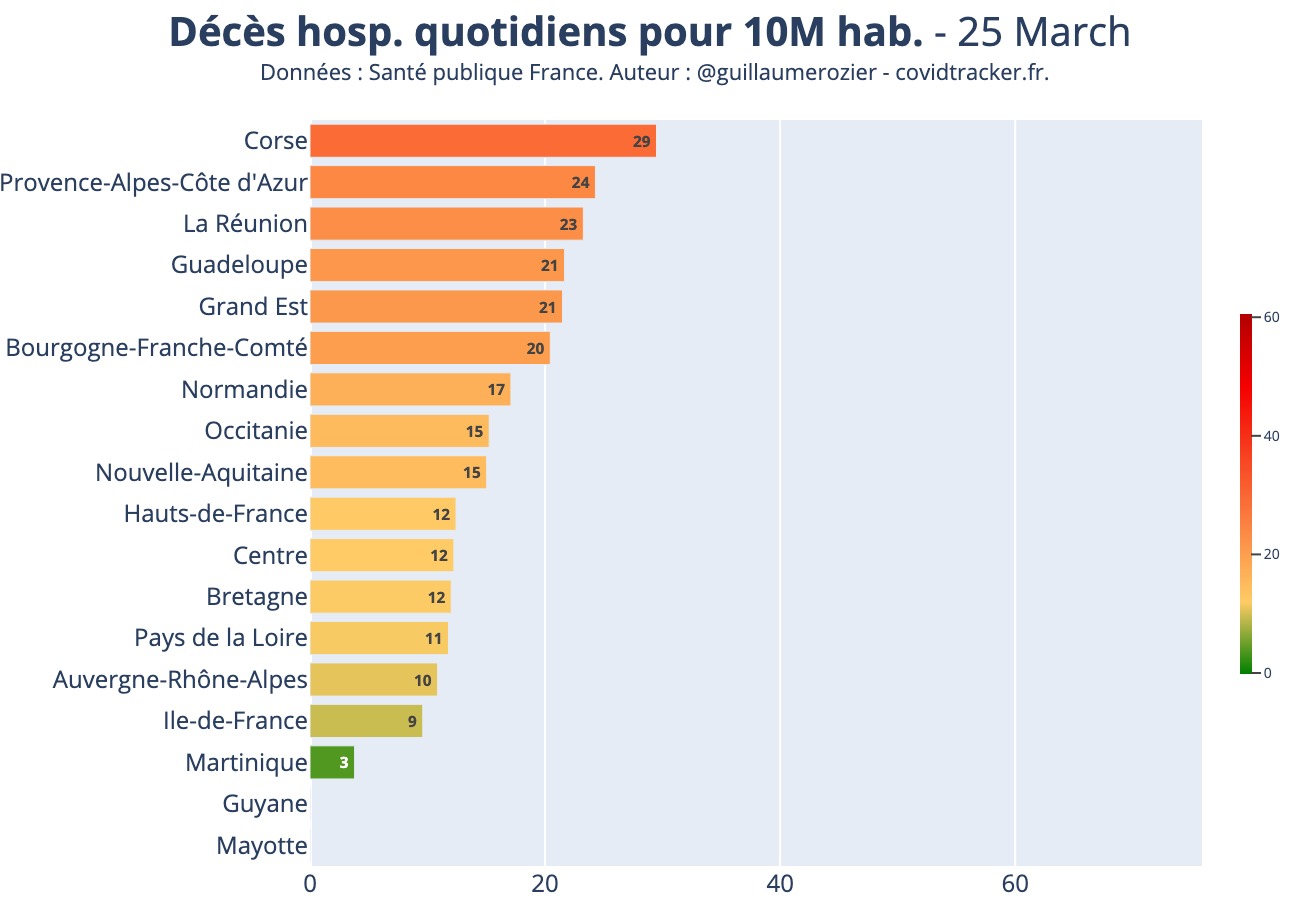 Décès hosp. quotidiens pour 10M hab. - 25 March
Données : Santé publique France. Auteur : @guillaumerozier - covidtracker.fr.
Corse 29
Provence-Alpes-Côte d'Azur 24
La Réunion 23
Guadeloupe 21
Grand Est 21
Bourgogne-Franche-Comté 20
Normandie 17
Occitanie 15
Nouvelle-Aquitaine 15
Hauts-de-France 12
Centre 12
Bretagne 12
Pays de la Loire 11
Auvergne-Rhône-Alpes 10
Ile-de-France 9
Martinique 3
Guyane
Mayotte
0 20 40 60
60
40
20
0